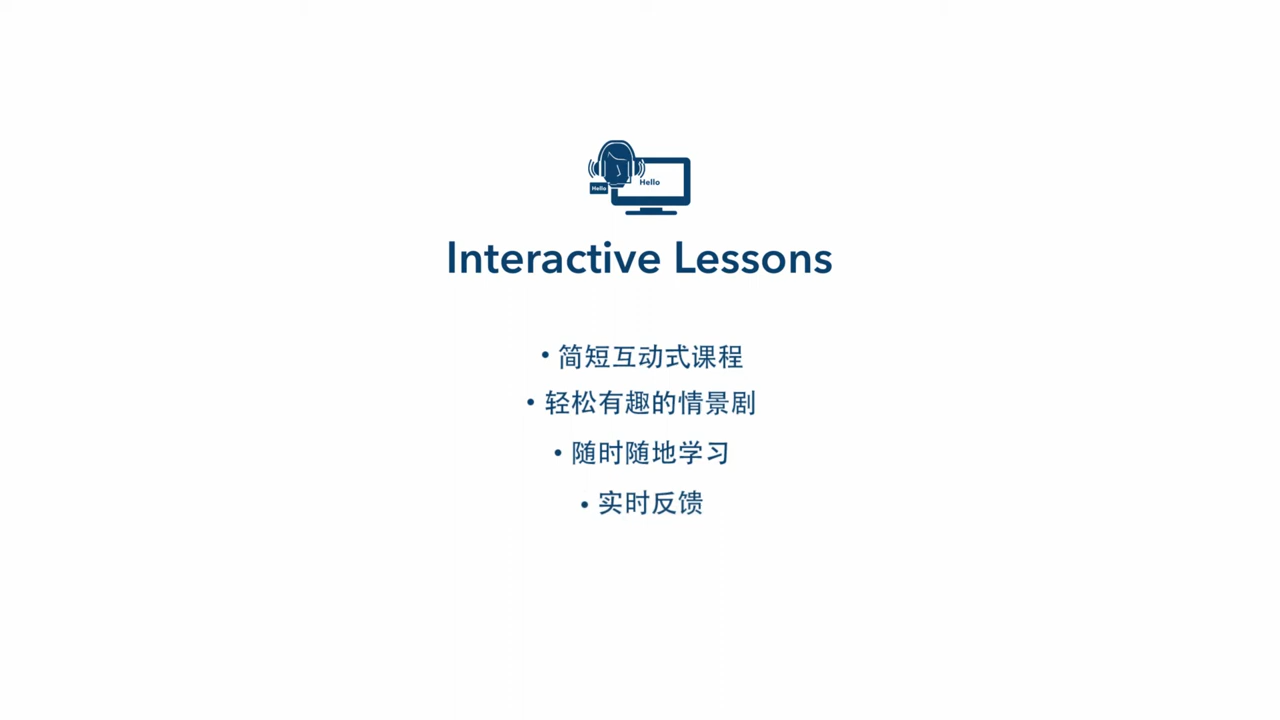 Hello
Hello
Interactive Lessons
• 简短互动式课程
• 轻松有趣的情景剧
• 随时随地学习
• 实时反馈